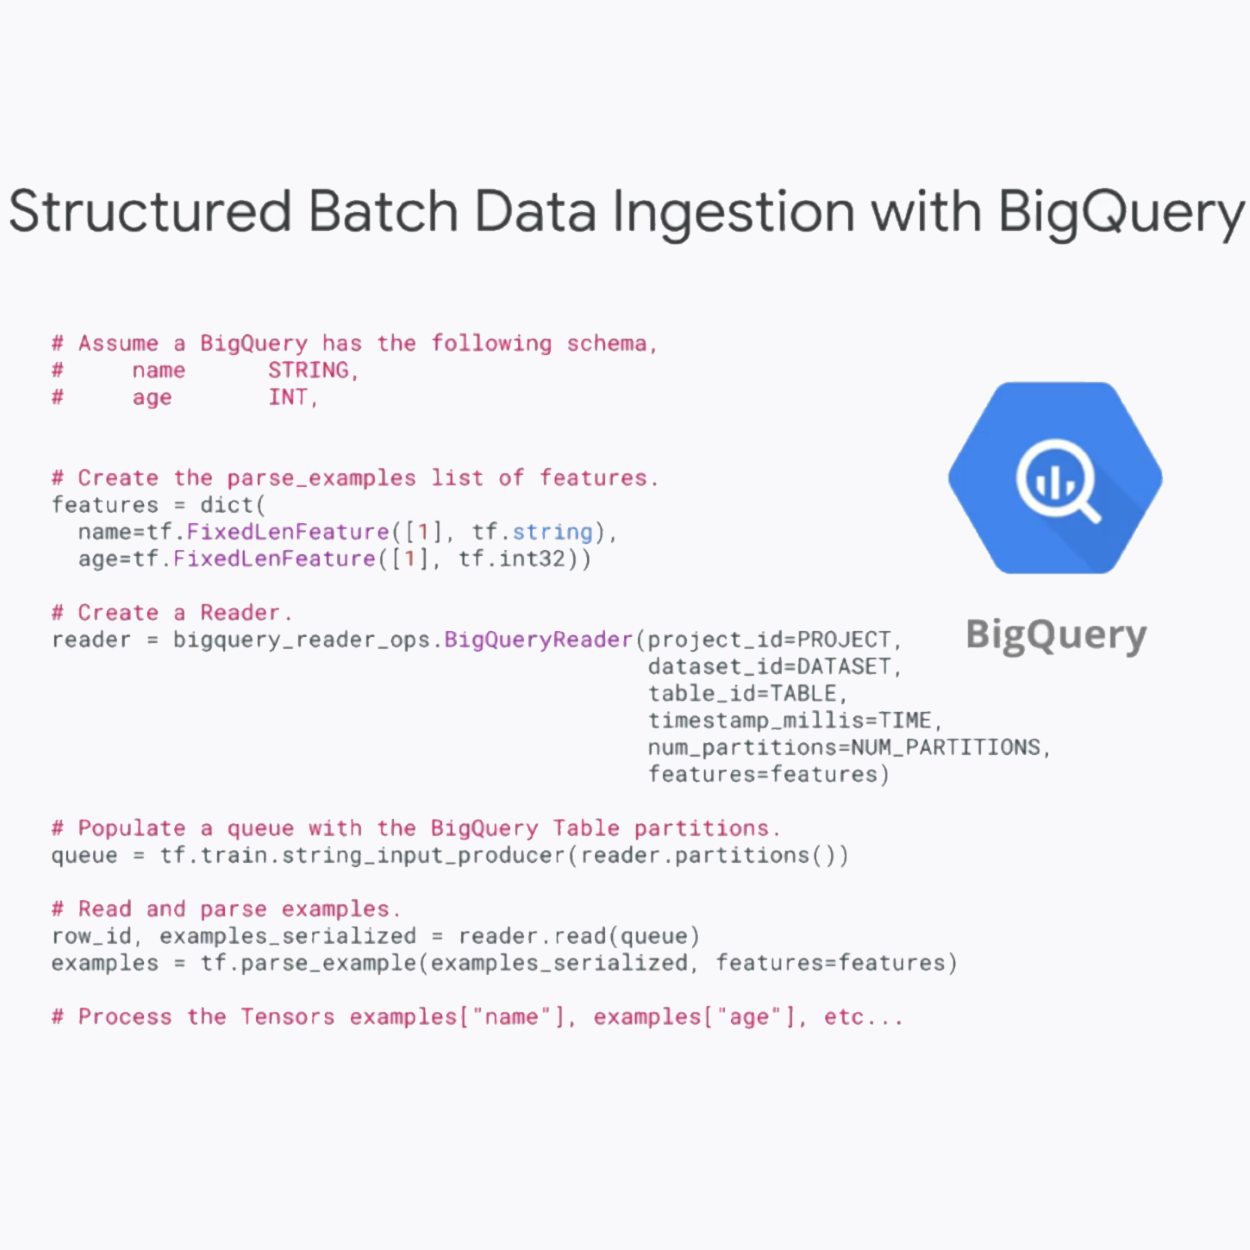 Structured Batch Data Ingestion with BigQuery
# Assume a BigQuery has the following schema,
#     name      STRING,
#     age       INT,
# Create the parse_examples list of features.
features = dict(
  name=tf.FixedLenFeature([1], tf.string),
  age=tf.FixedLenFeature([1], tf.int32))
# Create a Reader.
reader = bigquery_reader_ops.BigQueryReader(project_id=PROJECT,
                                            dataset_id=DATASET,
                                            table_id=TABLE,
                                            timestamp_millis=TIME,
                                            num_partitions=NUM_PARTITIONS,
                                            features=features)
# Populate a queue with the BigQuery Table partitions.
queue = tf.train.string_input_producer(reader.partitions())
# Read and parse examples.
row_id, examples_serialized = reader.read(queue)
examples = tf.parse_example(examples_serialized, features=features)
# Process the Tensors examples["name"], examples["age"], etc...
BigQuery